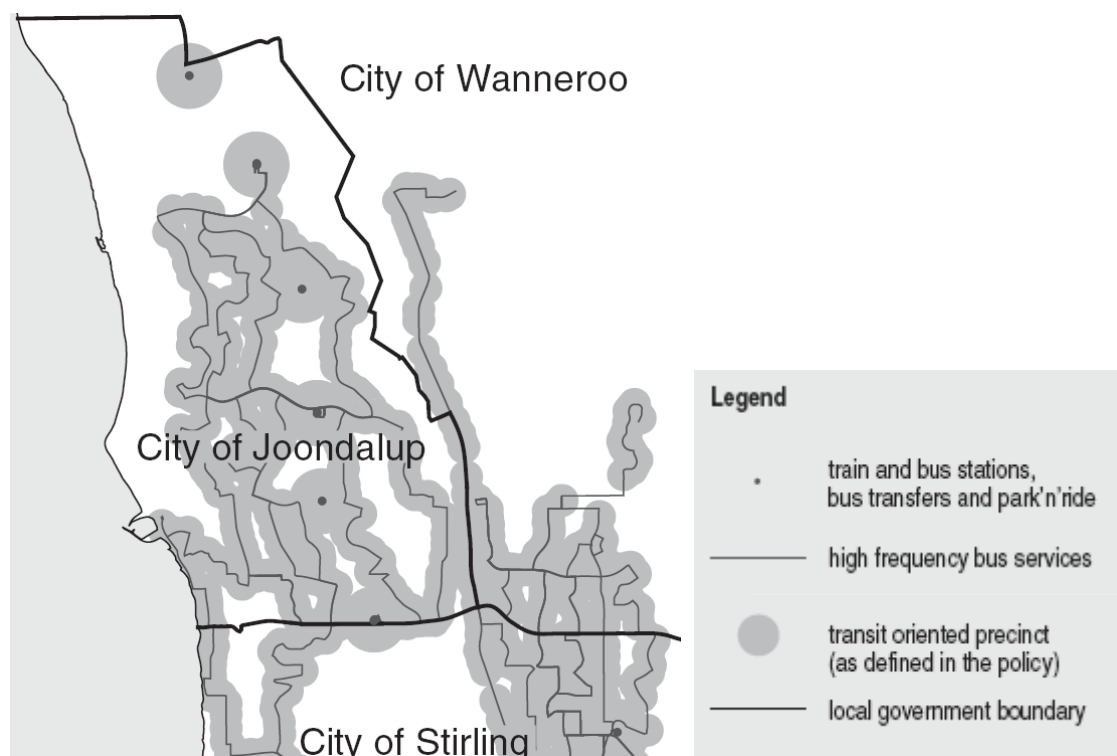 City of Wanneroo
Legend
train and bus stations,
bus transfers and park'n'ride
City of Joondalup
high frequency bus services
transit oriented precinct
(as defined in the policy)
local government boundary
City of Stirling